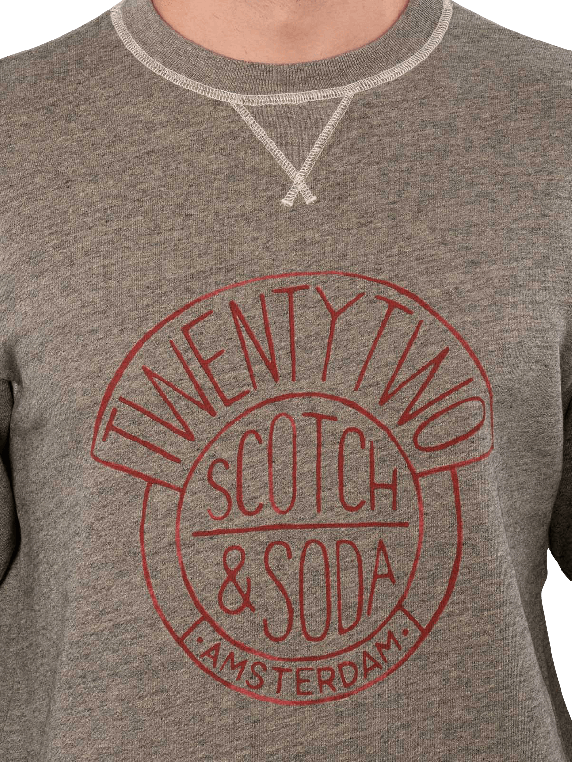 TWENTYTWO
SCOTCH
& SODA
·AMSTERDAM·